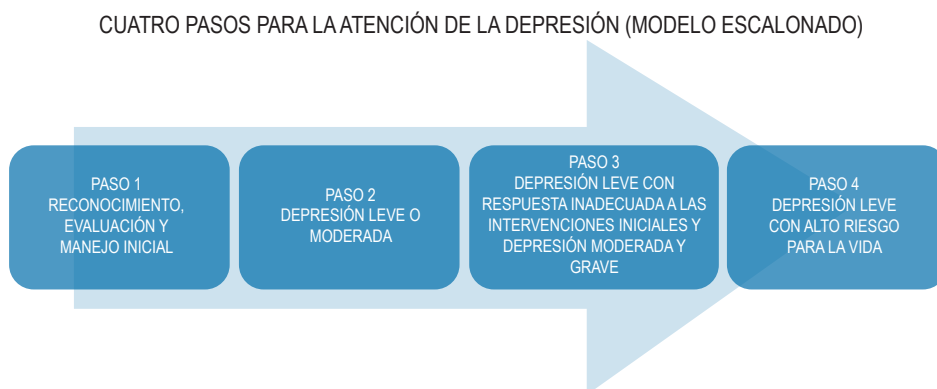 CUATRO PASOS PARA LA ATENCIÓN DE LA DEPRESIÓN (MODELO ESCALONADO)
PASO 1
RECONOCIMIENTO,
EVALUACIÓN Y
MANEJO INICIAL
PASO 2
DEPRESIÓN LEVE O
MODERADA
PASO 3
DEPRESIÓN LEVE CON
RESPUESTA INADECUADA A LAS
INTERVENCIONES INICIALES Y
DEPRESIÓN MODERADA Y
GRAVE
PASO 4
DEPRESIÓN LEVE
CON ALTO RIESGO
PARA LA VIDA